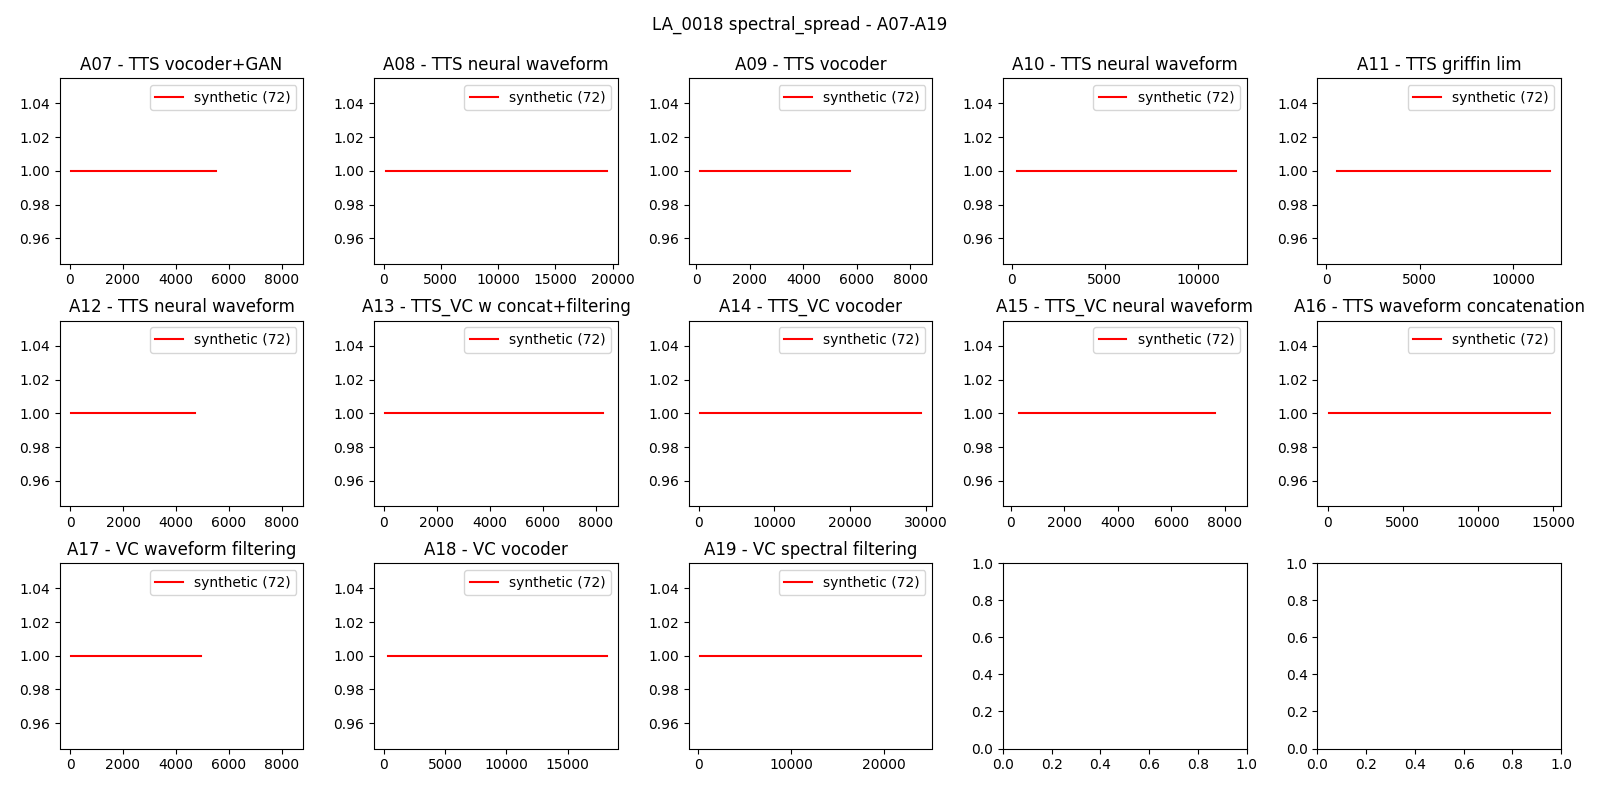 LA_0018 spectral_spread - A07-A19
A07 - TTS vocoder+GAN
A08 - TTS neural waveform
A09 - TTS vocoder
A10 - TTS neural waveform
A11 - TTS griffin lim
synthetic (72)
synthetic (72)
synthetic (72)
synthetic (72)
synthetic (72)
1.04 1.02 1.00 0.98 0.96
1.04 1.02 1.00 0.98 0.96
1.04 1.02 1.00 0.98 0.96
1.04 1.02 1.00 0.98 0.96
1.04 1.02 1.00 0.98 0.96
0 2000 4000 6000 8000
0 5000 10000 15000 20000
0 2000 4000 6000 8000
0 5000 10000
0 5000 10000
A12 - TTS neural waveform
A13 - TTS_VC w concat+filtering
A14 - TTS_VC vocoder
A15 - TTS_VC neural waveform
A16 - TTS waveform concatenation
synthetic (72)
synthetic (72)
synthetic (72)
synthetic (72)
synthetic (72)
1.04 1.02 1.00 0.98 0.96
1.04 1.02 1.00 0.98 0.96
1.04 1.02 1.00 0.98 0.96
1.04 1.02 1.00 0.98 0.96
1.04 1.02 1.00 0.98 0.96
0 2000 4000 6000 8000
0 2000 4000 6000 8000
0 10000 20000 30000
0 2000 4000 6000 8000
0 5000 10000 15000
A17 - VC waveform filtering
A18 - VC vocoder
A19 - VC spectral filtering
synthetic (72)
synthetic (72)
synthetic (72)
1.04 1.02 1.00 0.98 0.96
1.04 1.02 1.00 0.98 0.96
1.04 1.02 1.00 0.98 0.96
1.0 0.8 0.6 0.4 0.2 0.0
1.0 0.8 0.6 0.4 0.2 0.0
0 2000 4000 6000 8000
0 5000 10000 15000
0 10000 20000
0.0 0.2 0.4 0.6 0.8 1.0
0.0 0.2 0.4 0.6 0.8 1.0